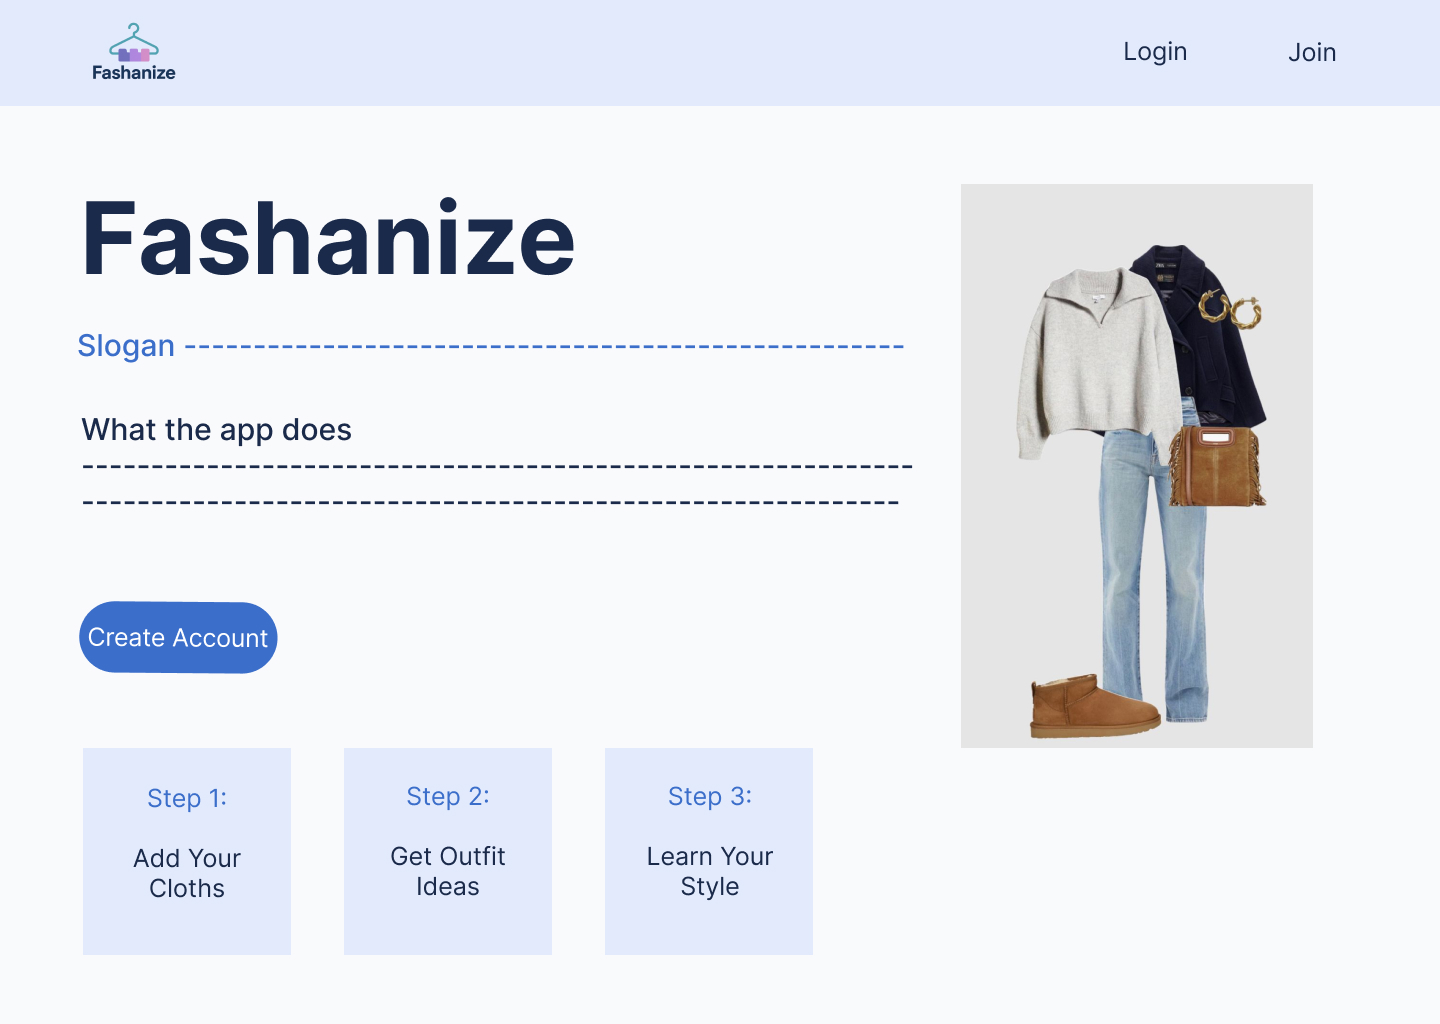 Fashanize
Login
Join
Fashanize
Slogan ----------------------------------------------------
What the app does
------------------------------------------------------------
-----------------------------------------------------------
Create Account
Step 1:
Add Your
Cloths
Step 2:
Get Outfit
Ideas
Step 3:
Learn Your
Style